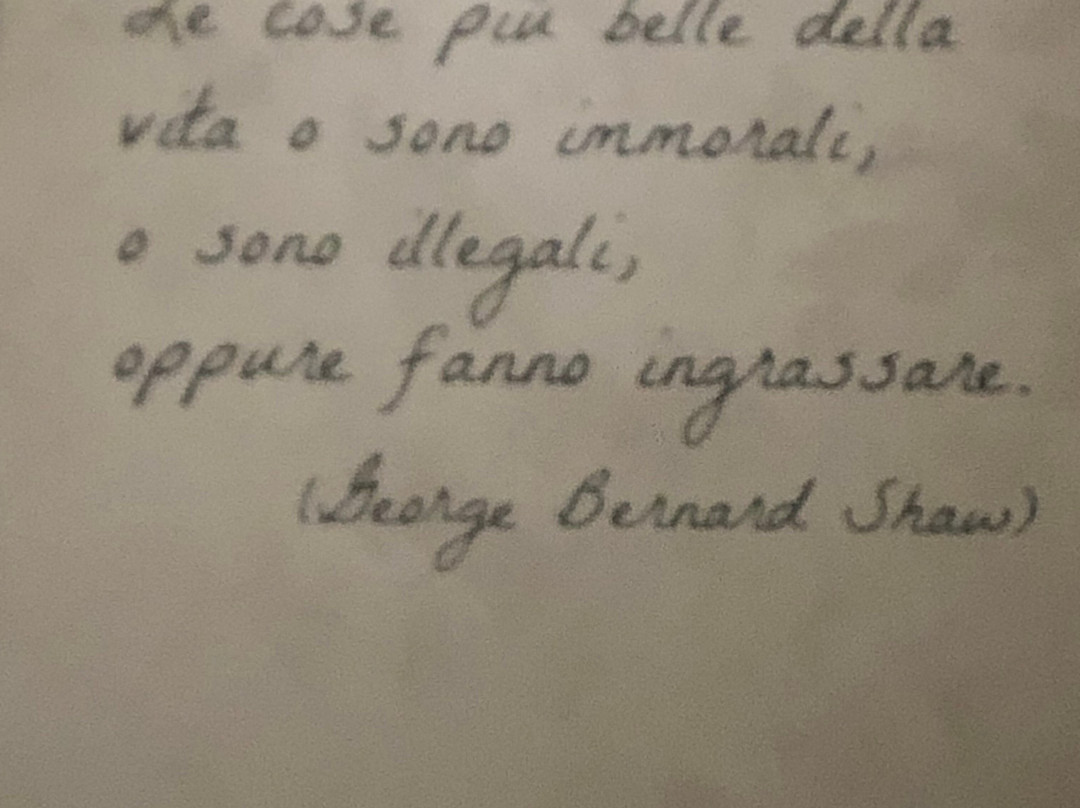 Le cose più belle della
vita o sono immorali,
o sono illegali,
oppure fanno ingrassare.
(George Bernard Shaw)